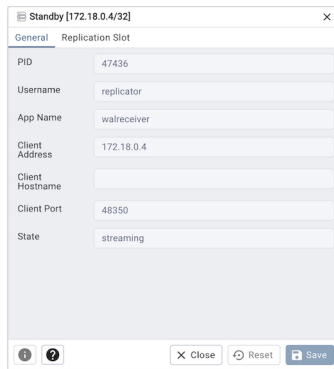 Standby [172.18.0.4/32]
General Replication Slot
PID 47436
Username replicator
App Name walreceiver
Client Address 172.18.0.4
Client Hostname
Client Port 48350
State streaming
Close Reset Save